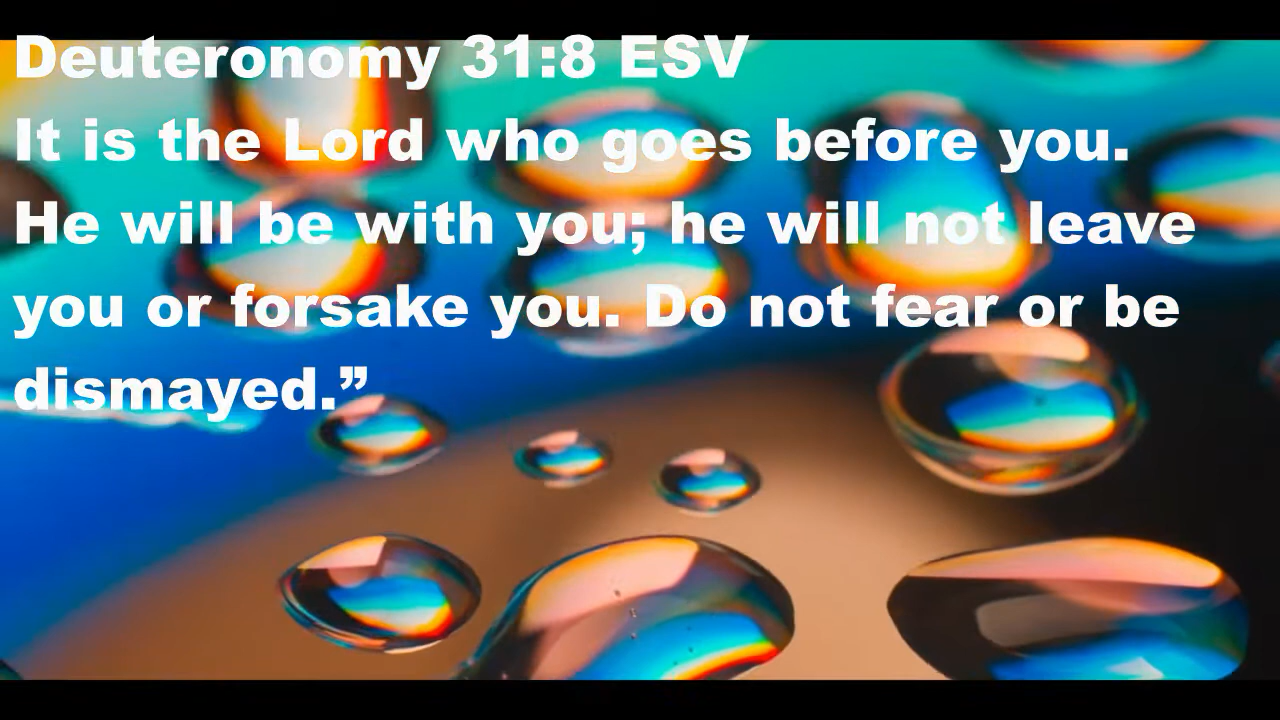 Deuteronomy 31:8 ESV
It is the Lord who goes before you.
He will be with you; he will not leave
you or forsake you. Do not fear or be
dismayed.”